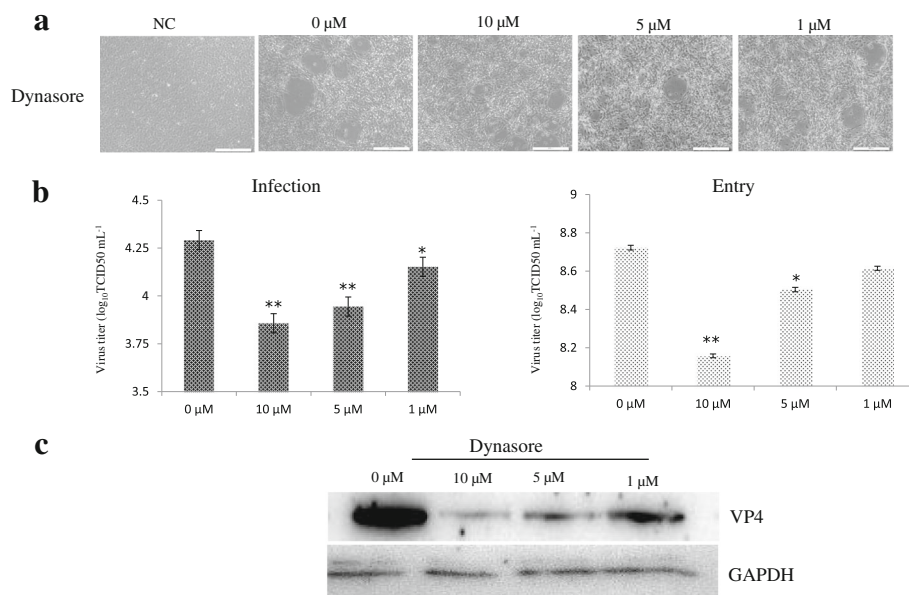 a
NC 0 µM 10 µM 5 µM 1 µM
Dynasore
b
Infection
Virus titer (log10TCID50 mL-1
4.5
4.25
4
3.75
3.5
** ** *
0 µM 10 µM 5 µM 1 µM
Entry
Virus titer (log10TCID50 mL-1
9
8.8
8.6
8.4
8.2
8
** *
0 µM 10 µM 5 µM 1 µM
c
Dynasore
0 µM 10 µM 5 µM 1 µM
VP4
GAPDH